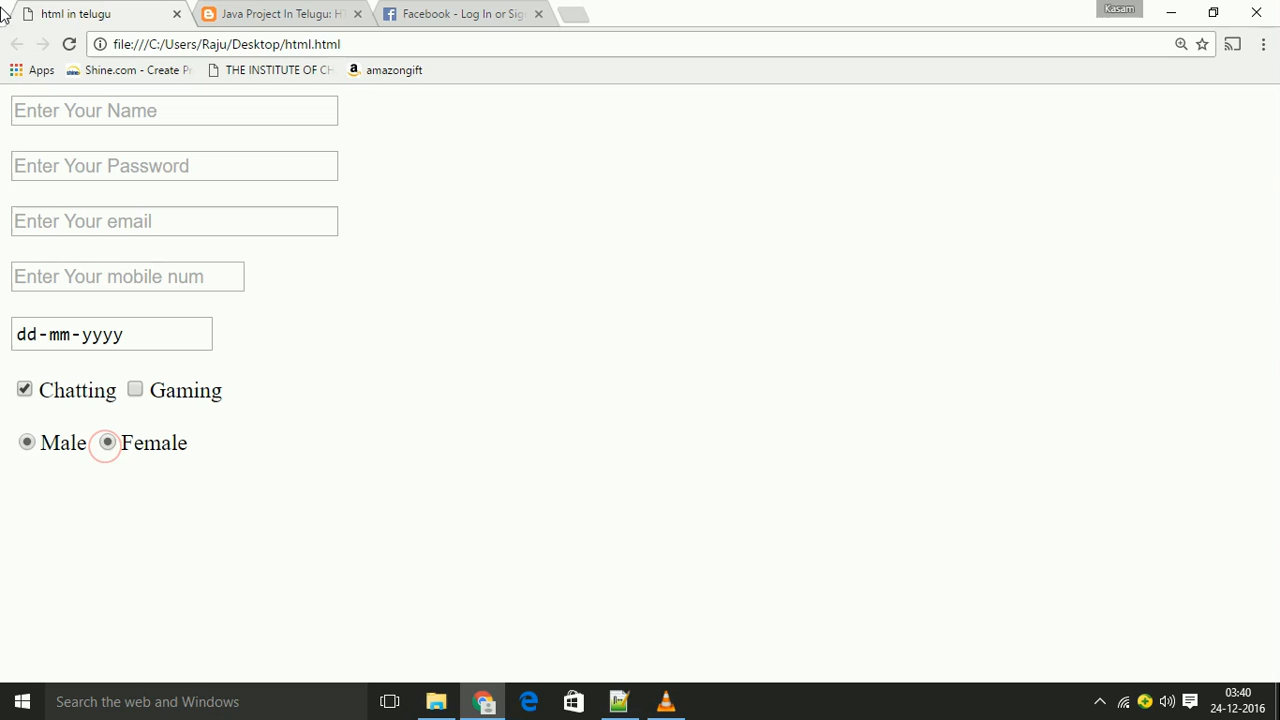 html in telugu
Java Project In Telugu: HT
Facebook - Log In or Sig
Kasam
file:///C:/Users/Raju/Desktop/html.html
Apps
Shine.com - Create Pr
THE INSTITUTE OF CH
amazongift
Enter Your Name
Enter Your Password
Enter Your email
Enter Your mobile num
dd-mm-yyyy
Chatting Gaming
Male Female
Search the web and Windows
03:40
24-12-2016